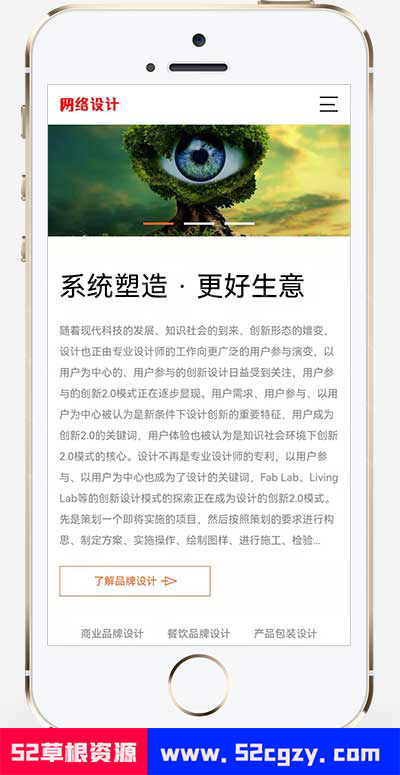 网络设计
系统塑造 · 更好生意
随着现代科技的发展、知识社会的到来、创新形态的嬗变，
设计也正由专业设计师的工作向更广泛的用户参与演变，以
用户为中心的、用户参与的创新设计日益受到关注，用户参
与的创新2.0模式正在逐步显现。用户需求、用户参与、以用
户为中心被认为是新条件下设计创新的重要特征，用户成为
创新2.0的关键词，用户体验也被认为是知识社会环境下创新
2.0模式的核心。设计不再是专业设计师的专利，以用户参
与、以用户为中心也成为了设计的关键词，Fab Lab、Living
Lab等的创新设计模式的探索正在成为设计的创新2.0模式。
先是策划一个即将实施的项目，然后按照策划的要求进行构
思、制定方案、实施操作、绘制图样、进行施工、检验...
了解品牌设计
商业品牌设计 餐饮品牌设计 产品包装设计
52草根资源 www.52cgzy.com